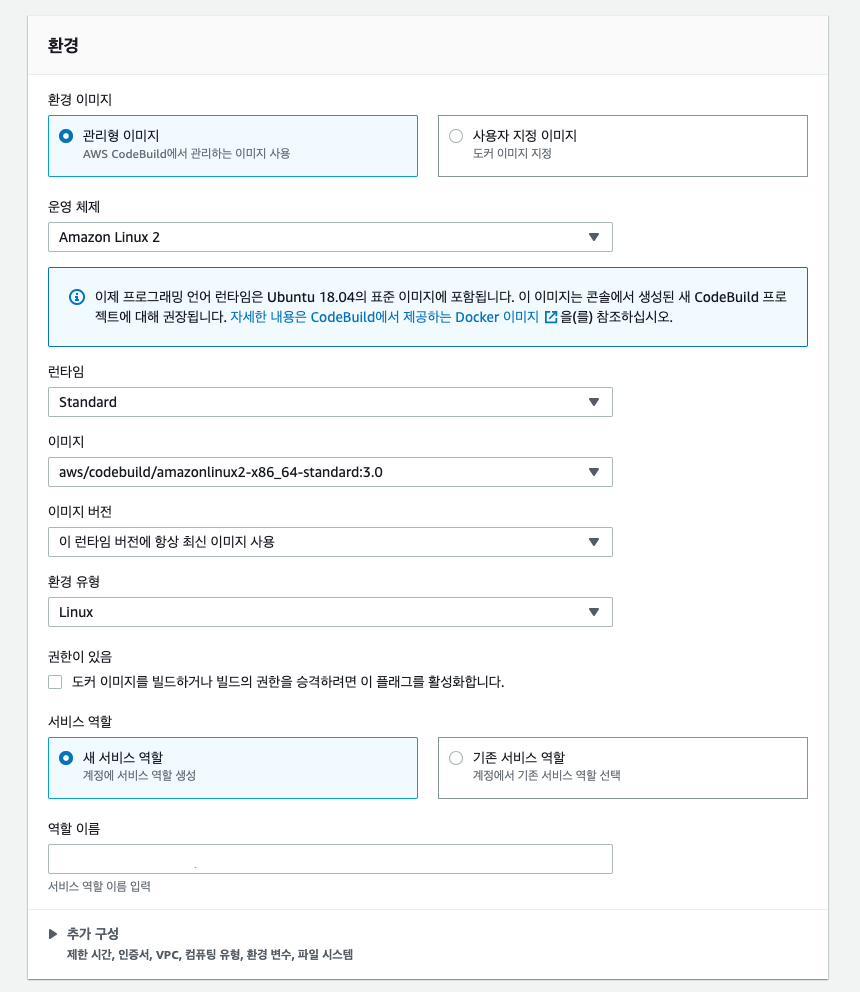 환경
환경 이미지
관리형 이미지
AWS CodeBuild에서 관리하는 이미지 사용
사용자 지정 이미지
도커 이미지 지정
운영 체제
Amazon Linux 2
이제 프로그래밍 언어 런타임은 Ubuntu 18.04의 표준 이미지에 포함됩니다. 이 이미지는 콘솔에서 생성된 새 CodeBuild 프로
젝트에 대해 권장됩니다. 자세한 내용은 CodeBuild에서 제공하는 Docker 이미지 을(를) 참조하십시오.
런타임
Standard
이미지
aws/codebuild/amazonlinux2-x86_64-standard:3.0
이미지 버전
이 런타임 버전에 항상 최신 이미지 사용
환경 유형
Linux
권한이 있음
도커 이미지를 빌드하거나 빌드의 권한을 승격하려면 이 플래그를 활성화합니다.
서비스 역할
새 서비스 역할
계정에 서비스 역할 생성
기존 서비스 역할
계정에서 기존 서비스 역할 선택
역할 이름
서비스 역할 이름 입력
추가 구성
제한 시간, 인증서, VPC, 컴퓨팅 유형, 환경 변수, 파일 시스템